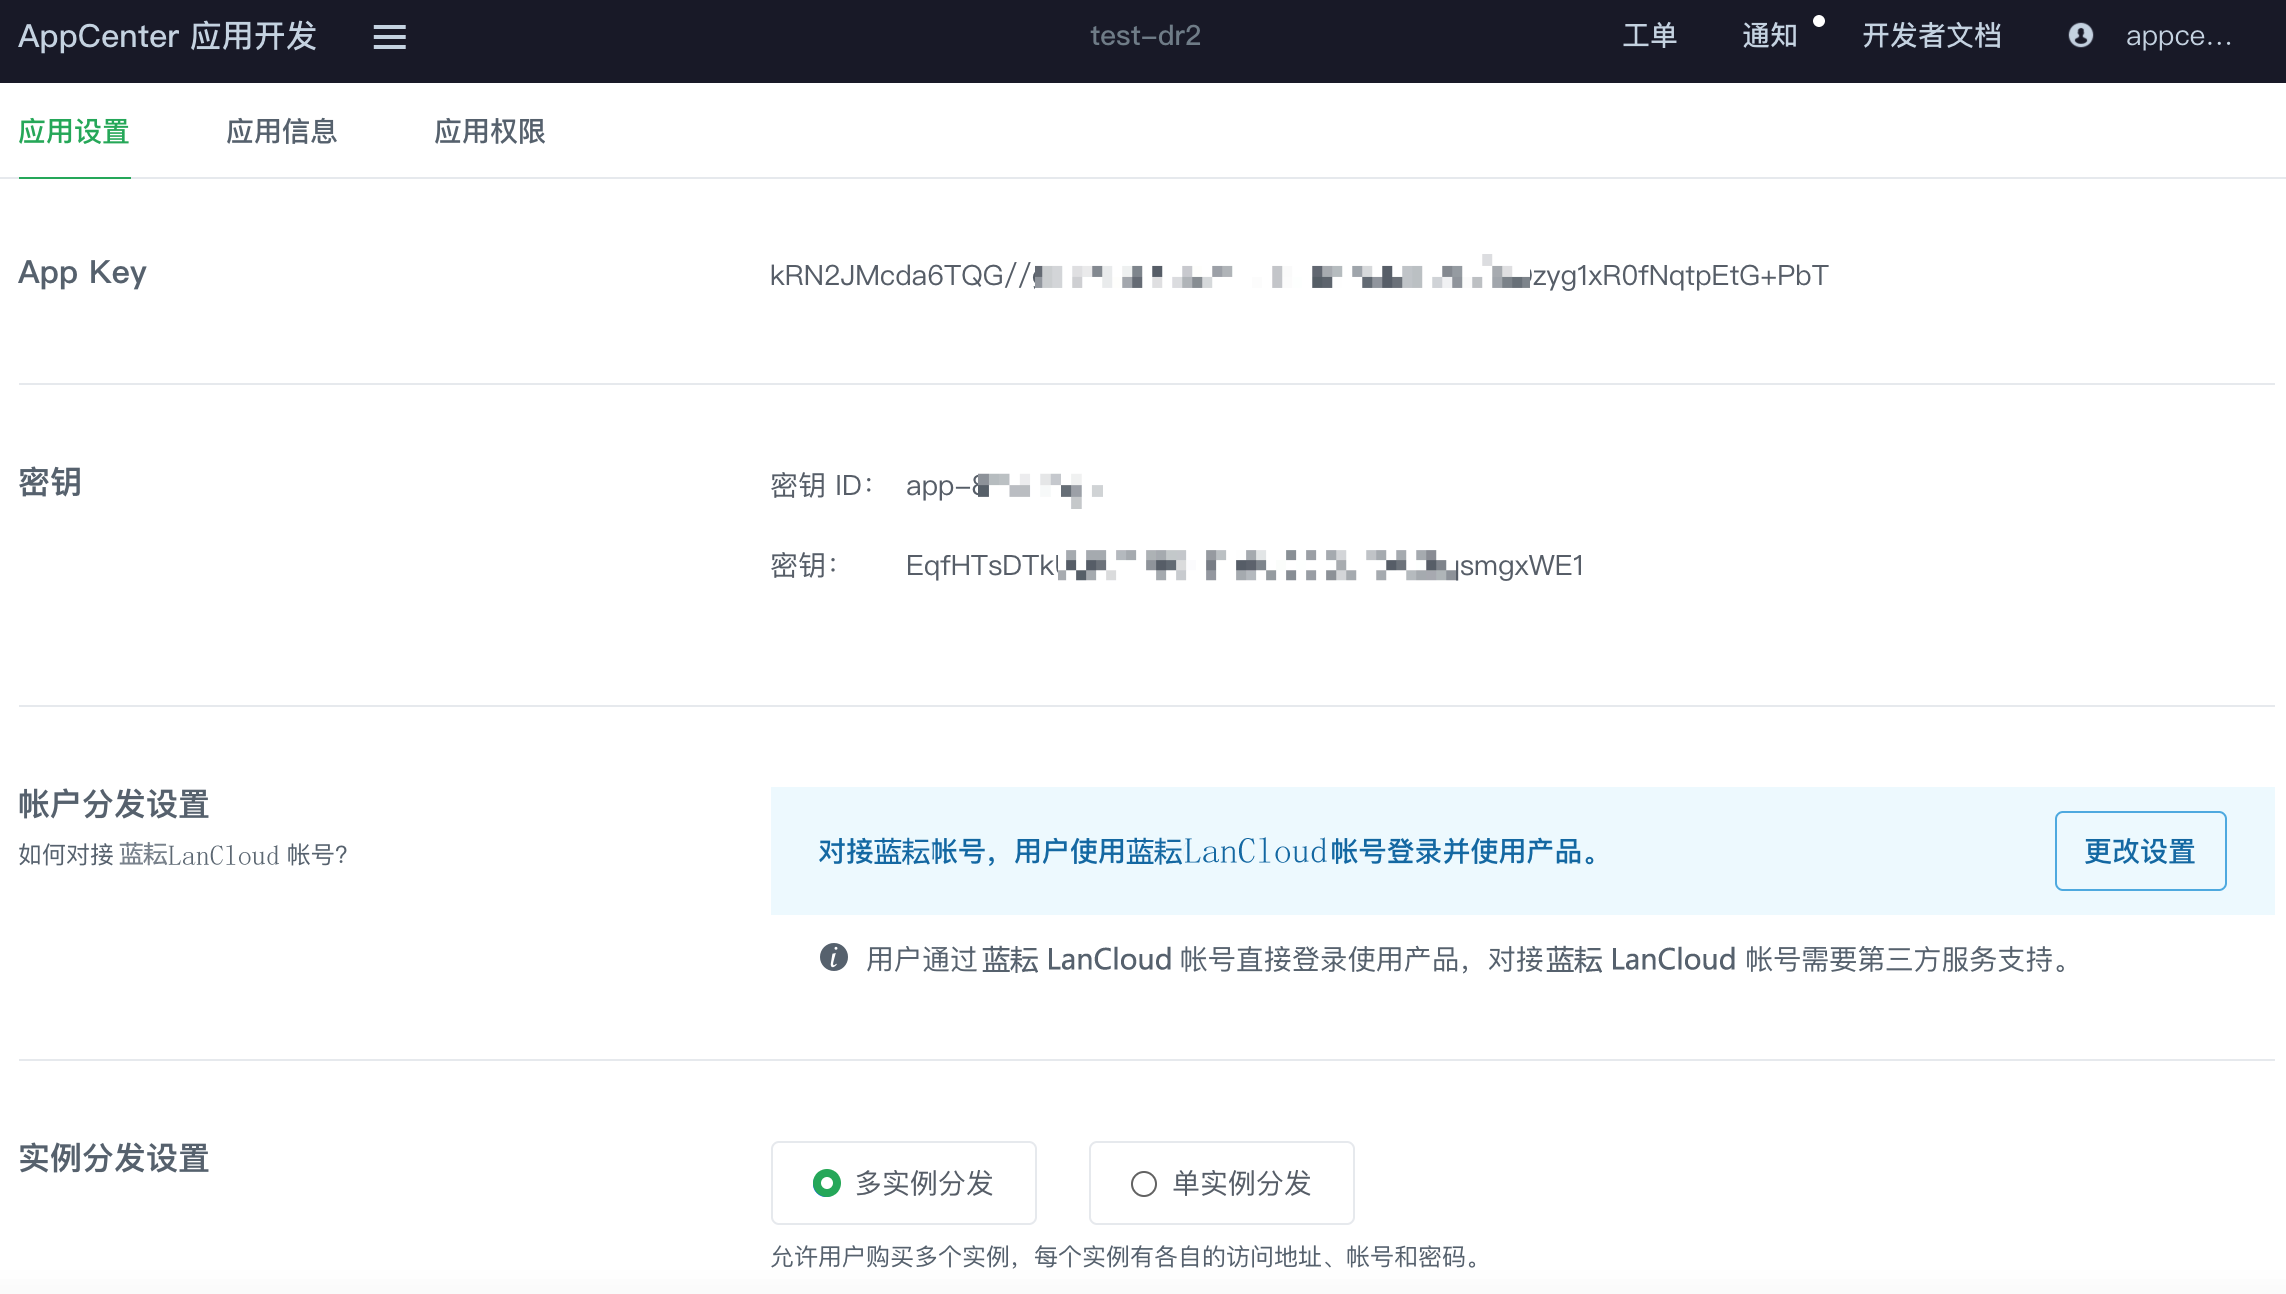 AppCenter 应用开发
test-dr2
工单 通知 开发者文档 appce...
应用设置 应用信息 应用权限
App Key
kRN2JMcda6TQG// zyg1xR0fNqtpEtG+PbT
密钥
密钥 ID： app-
密钥： EqfHTsDTk smgxWE1
帐户分发设置
如何对接 蓝耘LanCloud 帐号?
对接蓝耘帐号，用户使用蓝耘LanCloud帐号登录并使用产品。
更改设置
用户通过 蓝耘 LanCloud 帐号直接登录使用产品，对接蓝耘 LanCloud 帐号需要第三方服务支持。
实例分发设置
多实例分发 单实例分发
允许用户购买多个实例，每个实例有各自的访问地址、帐号和密码。